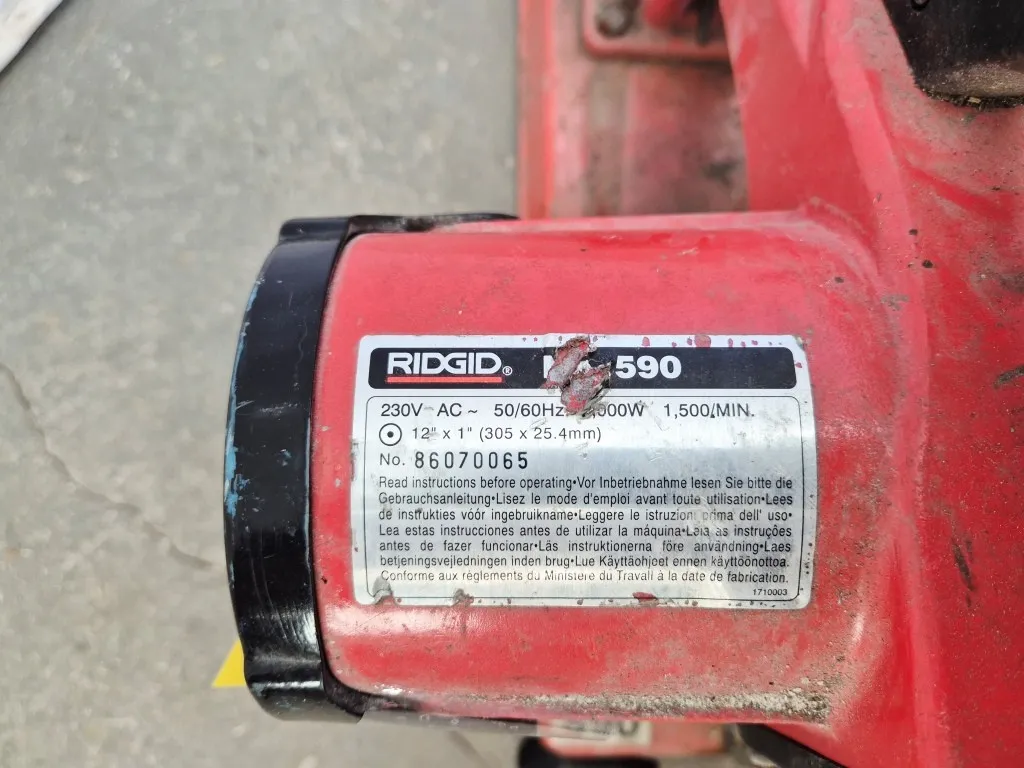 RIDGID® 590
230V AC ~ 50/60Hz 000W 1,500/MIN.
12" x 1" (305 x 25.4mm)
No. 86070065
Read instructions before operating•Vor Inbetriebnahme lesen Sie bitte die
Gebrauchsanleitung•Lisez le mode d'emploi avant toute utilisation•Lees
de instrukties vóór ingebruikname•Leggere le istruzioni prima dell' uso•
Lea estas instrucciones antes de utilizar la máquina•Leia as instruções
antes de fazer funcionar•Läs instruktionerna före användning•Laes
betjeningsvejledningen inden brug•Lue Käyttäohjeet ennen käyttöönottoa.
Conforme aux règlements du Ministère du Travail à la date de fabrication.
1710003